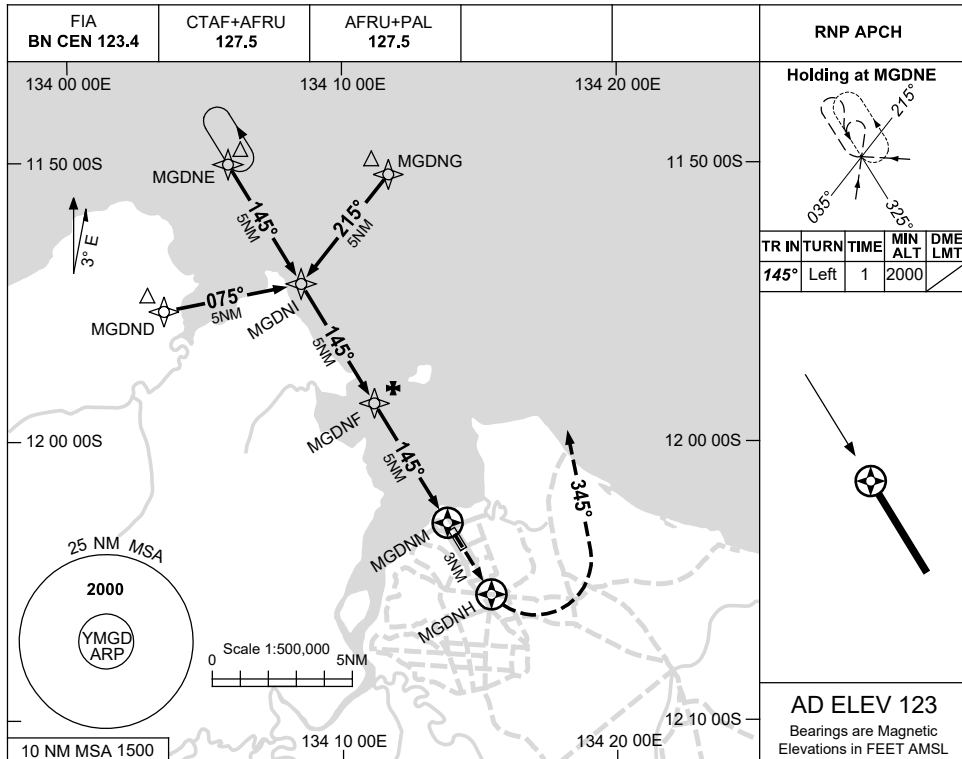 FIA
BN CEN 123.4
CTAF+AFRU
127.5
AFRU+PAL
127.5
RNP APCH
134 00 00E
134 10 00E
134 20 00E
Holding at MGDNE
215°
035°
325°
TR IN
TURN
TIME
MIN
ALT
DME
LMT
145°
Left
1
2000
11 50 00S
11 50 00S
MGDNE
MGDNG
145°
5NM
215°
5NM
3° E
075°
5NM
MGDND
MGDNI
145°
5NM
MGDNF
12 00 00S
12 00 00S
145°
5NM
345°
MGDNM
3NM
MGDNH
25 NM MSA
2000
YMGD
ARP
Scale 1:500,000
0
5NM
12 10 00S
10 NM MSA 1500
134 10 00E
134 20 00E
AD ELEV 123
Bearings are Magnetic
Elevations in FEET AMSL